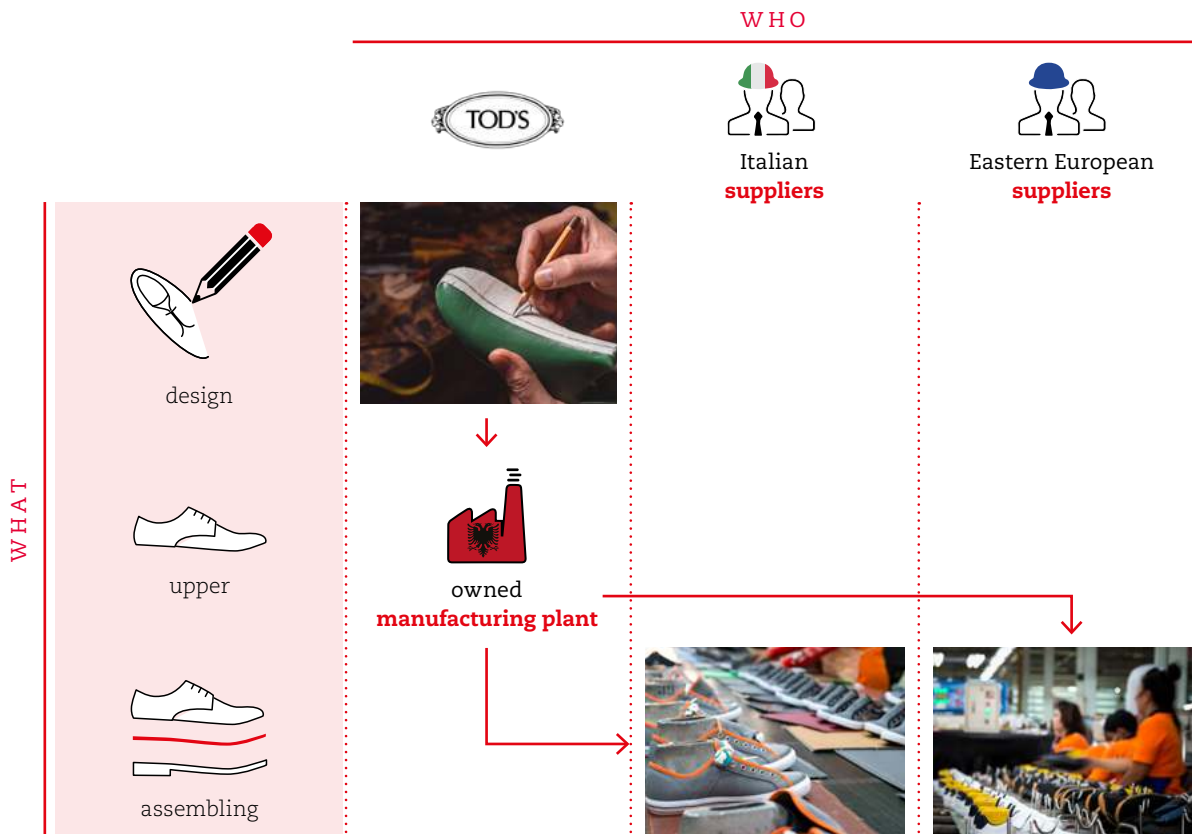 WHO
TOD'S
Italian
suppliers
Eastern European
suppliers
WHAT
design
upper
owned
manufacturing plant
assembling